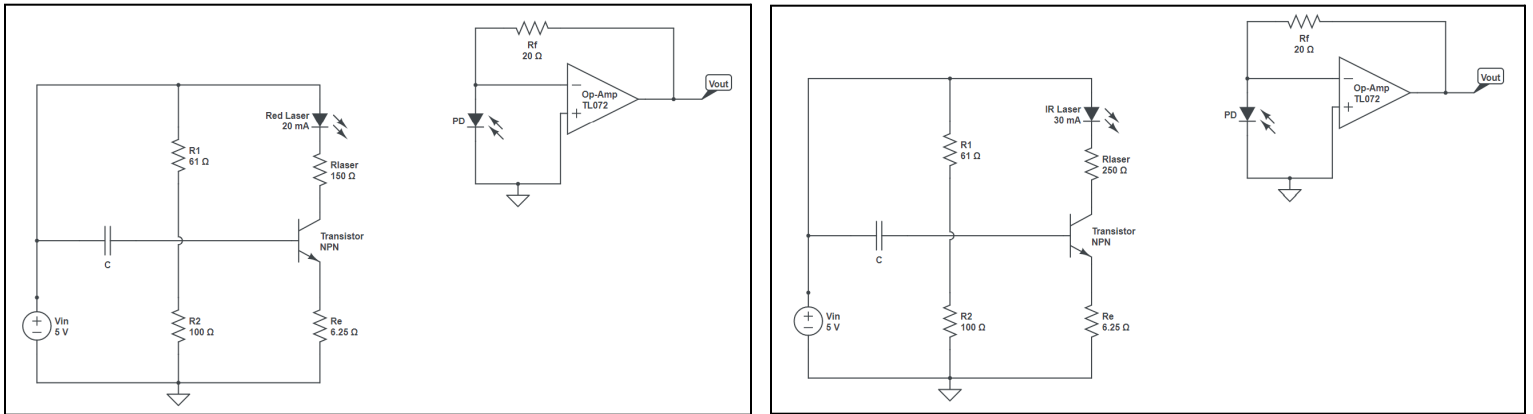 Rf
20 Ω
Op-Amp
TL072
Vout
PD
Red Laser
20 mA
R1
61 Ω
Rlaser
150 Ω
Transistor
NPN
C
Vin
5 V
R2
100 Ω
Re
6.25 Ω
Rf
20 Ω
Op-Amp
TL072
Vout
PD
IR Laser
30 mA
R1
61 Ω
Rlaser
250 Ω
Transistor
NPN
C
Vin
5 V
R2
100 Ω
Re
6.25 Ω